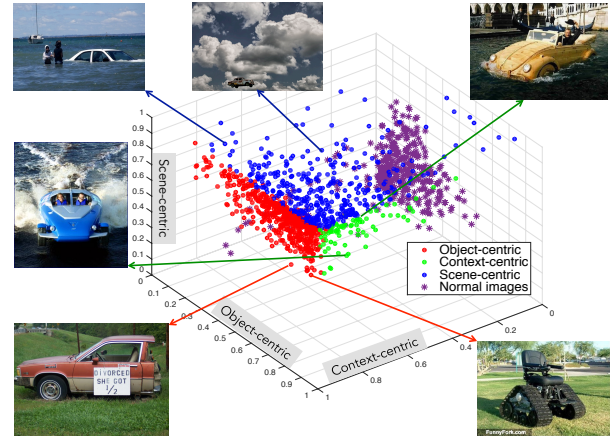 1
0.9
0.8
0.7
0.6
0.5
0.4
0.3
0.2
0.1
0
Scene-centric
0
0.1
0.2
0.3
0.4
0.5
0.6
0.7
0.8
0.9
1
Object-centric
1
0.8
0.6
0.4
0.2
0
Context-centric
Object-centric
Context-centric
Scene-centric
Normal images
DIVORCED
SHE GOT
1/2
FunnyFork.com